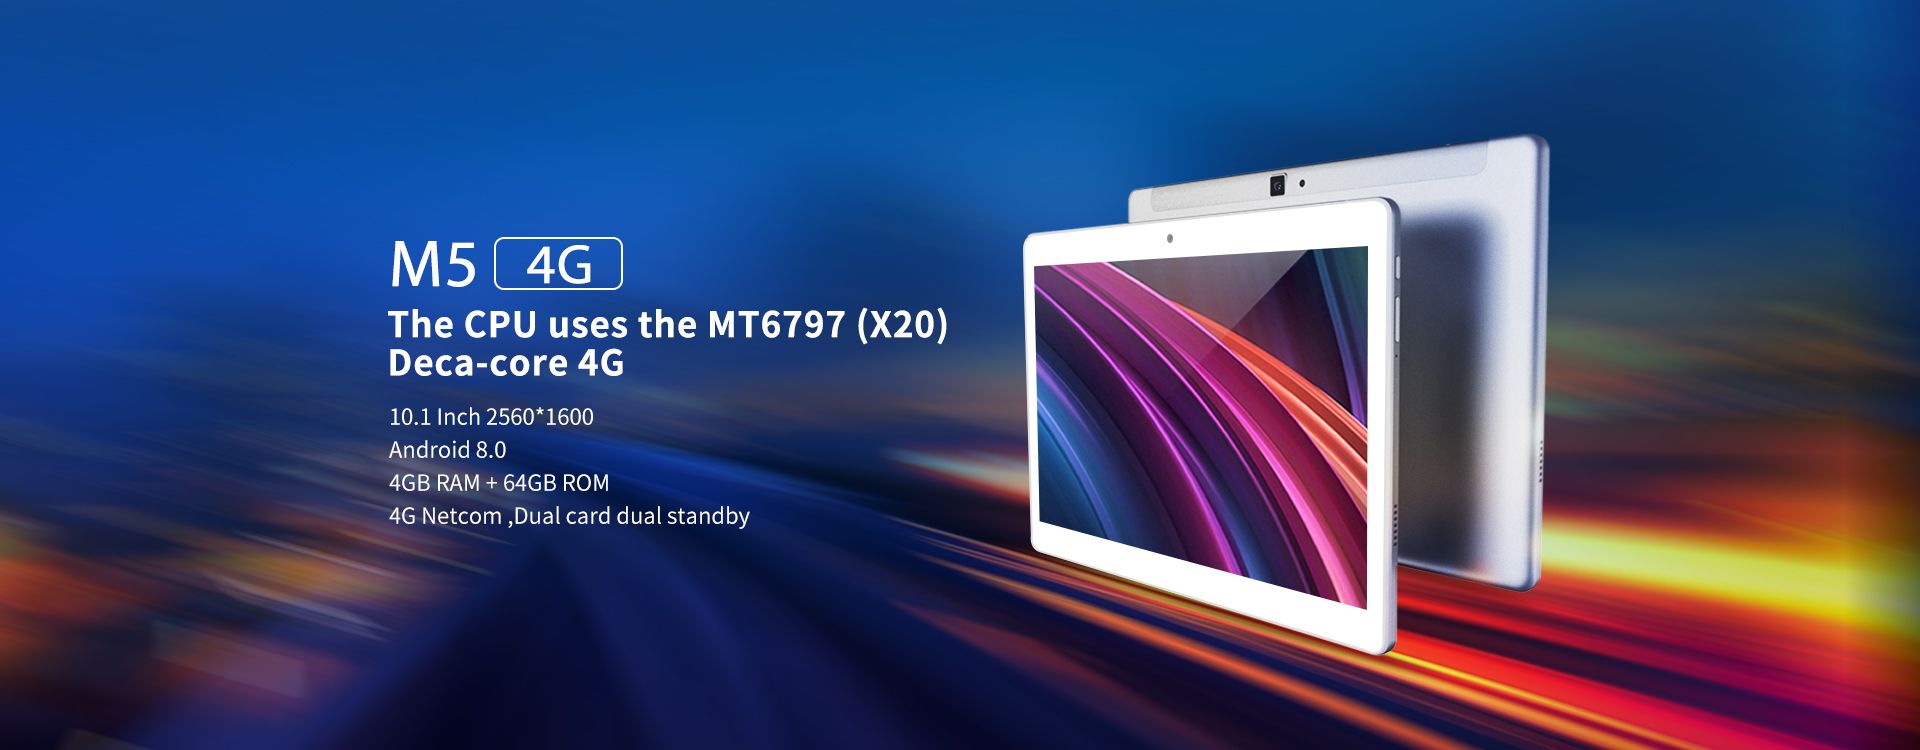 M5 4G
The CPU uses the MT6797 (X20)
Deca-core 4G
10.1 Inch 2560*1600
Android 8.0
4GB RAM + 64GB ROM
4G Netcom ,Dual card dual standby